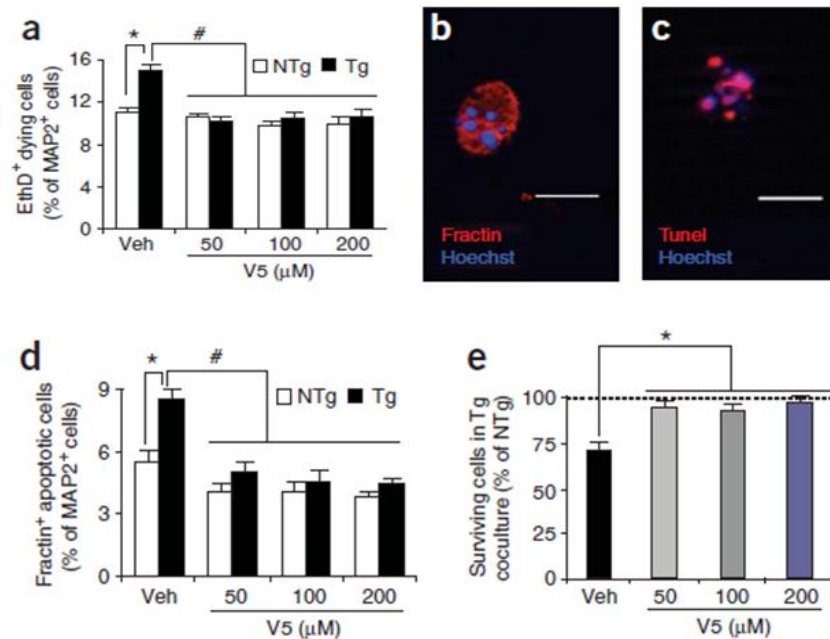 a
*
#
NTg Tg
EthD⁺ dying cells
(% of MAP2⁺ cells)
16
12
8
4
0
Veh 50 100 200
V5 (μM)
b
Fractin
Hoechst
c
Tunel
Hoechst
d
*
#
NTg Tg
Fractin⁺ apoptotic cells
(% of MAP2⁺ cells)
9
6
3
0
Veh 50 100 200
V5 (μM)
e
*
Surviving cells in Tg
coculture (% of NTg)
100
75
50
25
0
Veh 50 100 200
V5 (μM)